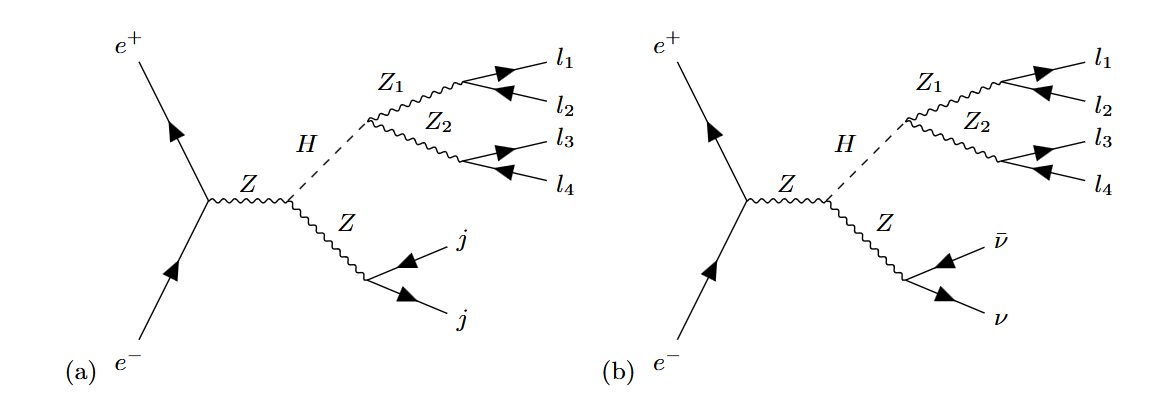 e⁺ Z₁ l₁
l₂
H Z₂ l₃
l₄
Z
Z j
j
(a) e⁻
e⁺ Z₁ l₁
l₂
H Z₂ l₃
l₄
Z
Z ν̄
ν
(b) e⁻